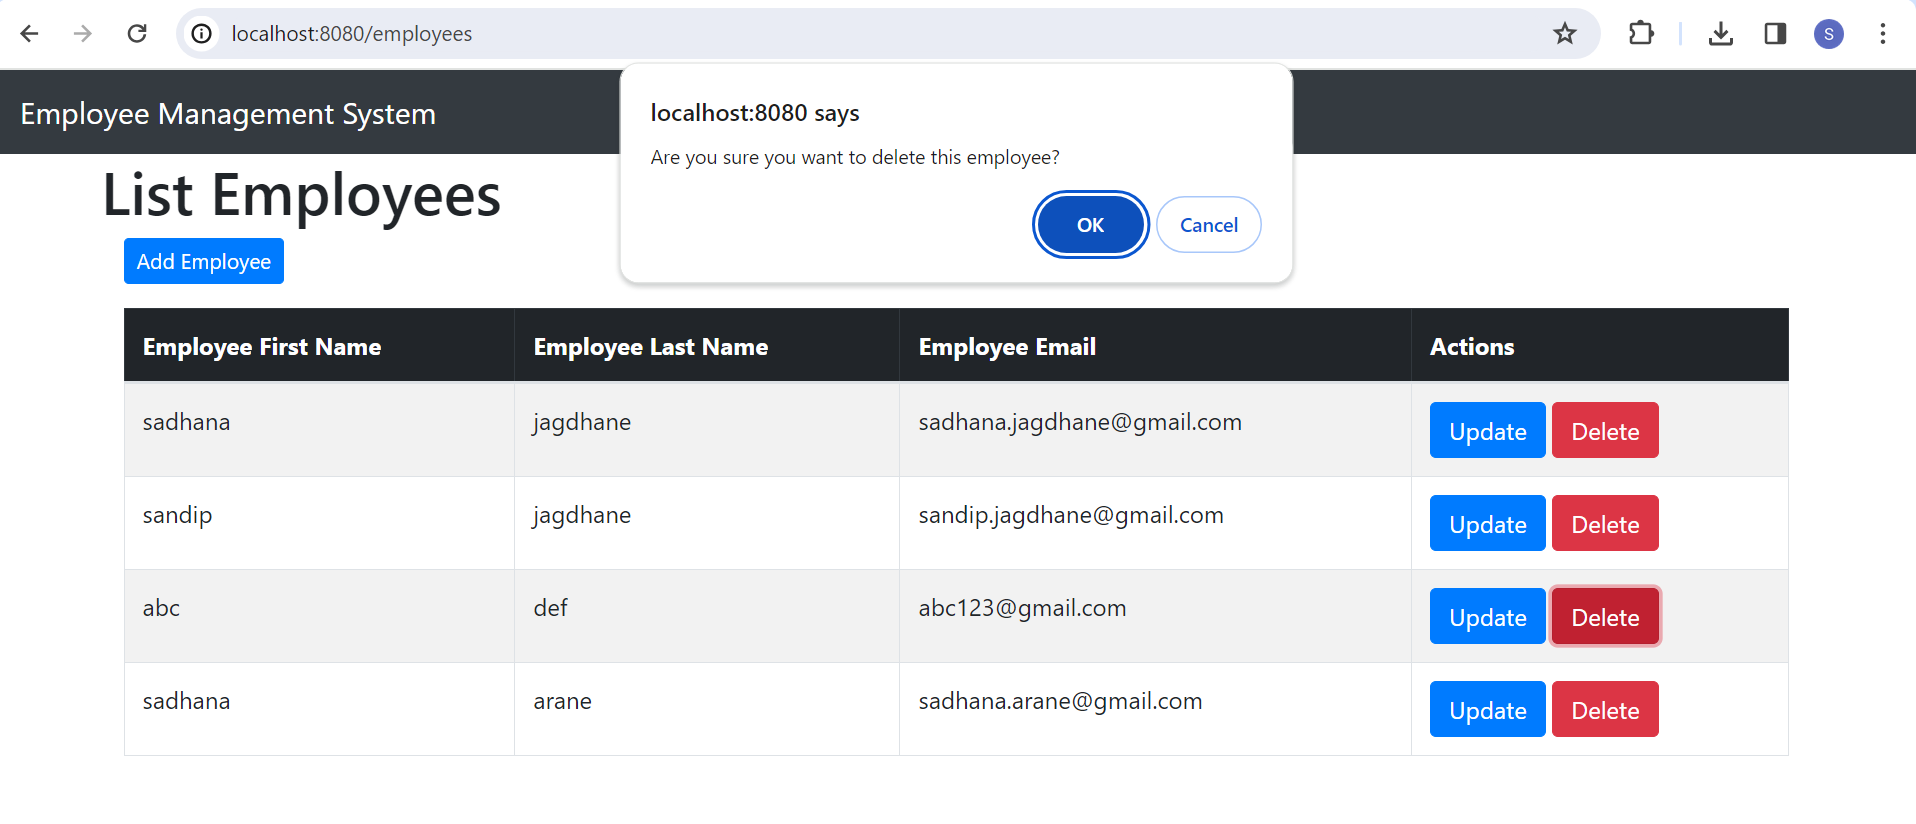 localhost:8080/employees
S
Employee Management System
localhost:8080 says
Are you sure you want to delete this employee?
OK Cancel
List Employees
Add Employee
Employee First Name Employee Last Name Employee Email Actions
sadhana jagdhane sadhana.jagdhane@gmail.com Update Delete
sandip jagdhane sandip.jagdhane@gmail.com Update Delete
abc def abc123@gmail.com Update Delete
sadhana arane sadhana.arane@gmail.com Update Delete